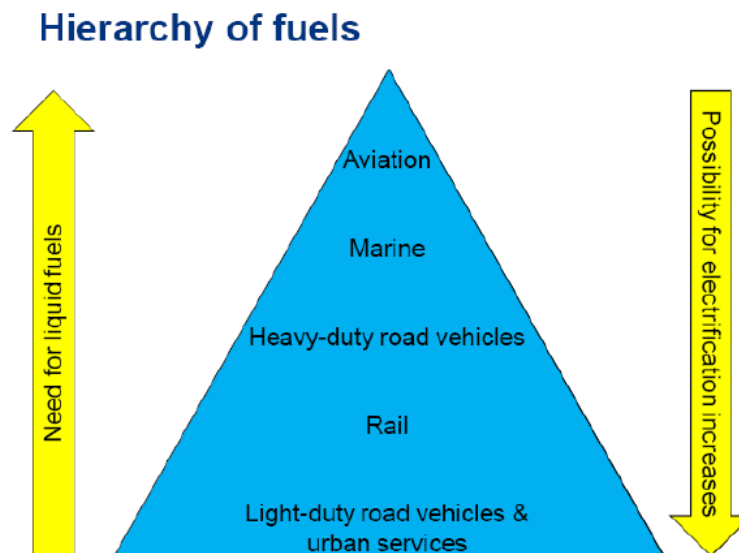 Hierarchy of fuels
Need for liquid fuels
Aviation
Marine
Heavy-duty road vehicles
Rail
Light-duty road vehicles &
urban services
Possibility for electrification increases